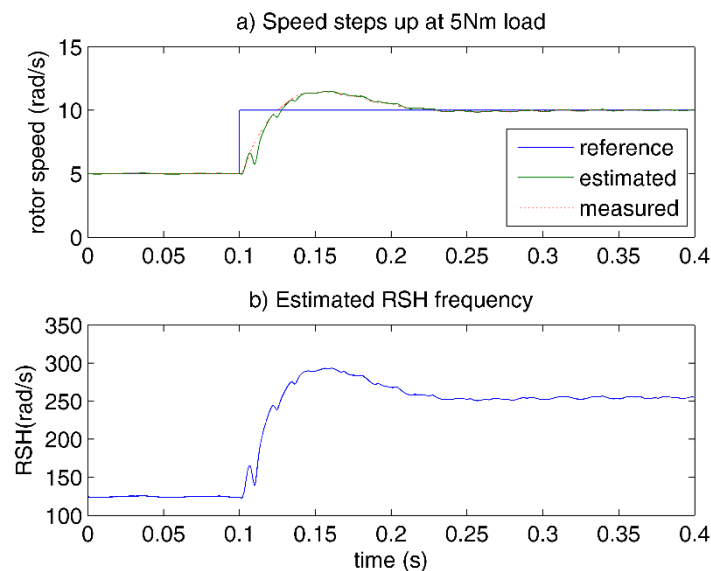 a) Speed steps up at 5Nm load
15
10
5
0
rotor speed (rad/s)
reference
estimated
measured
0 0.05 0.1 0.15 0.2 0.25 0.3 0.35 0.4
b) Estimated RSH frequency
350
300
250
200
150
100
RSH(rad/s)
0 0.05 0.1 0.15 0.2 0.25 0.3 0.35 0.4
time (s)